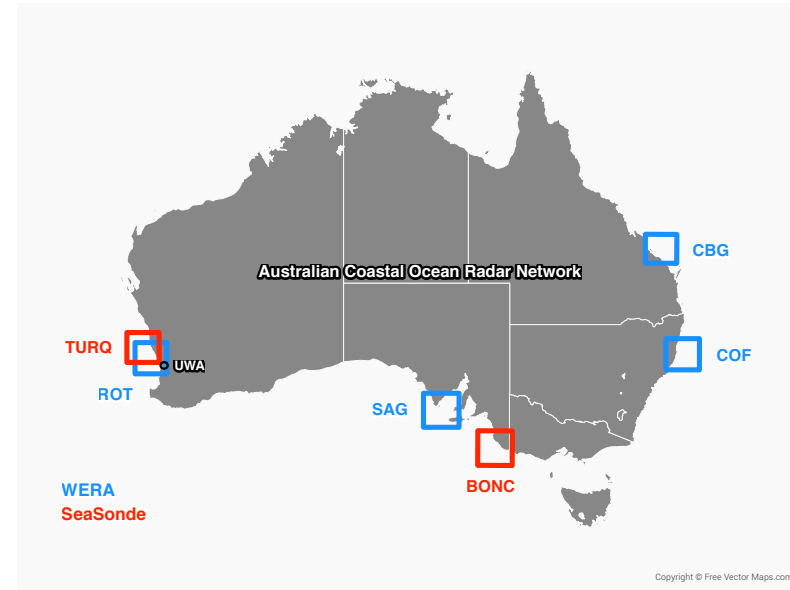 CBG
Australian Coastal Ocean Radar Network
TURQ
COF
UWA
ROT
SAG
BONC
WERA
SeaSonde
Copyright © Free Vector Maps.com